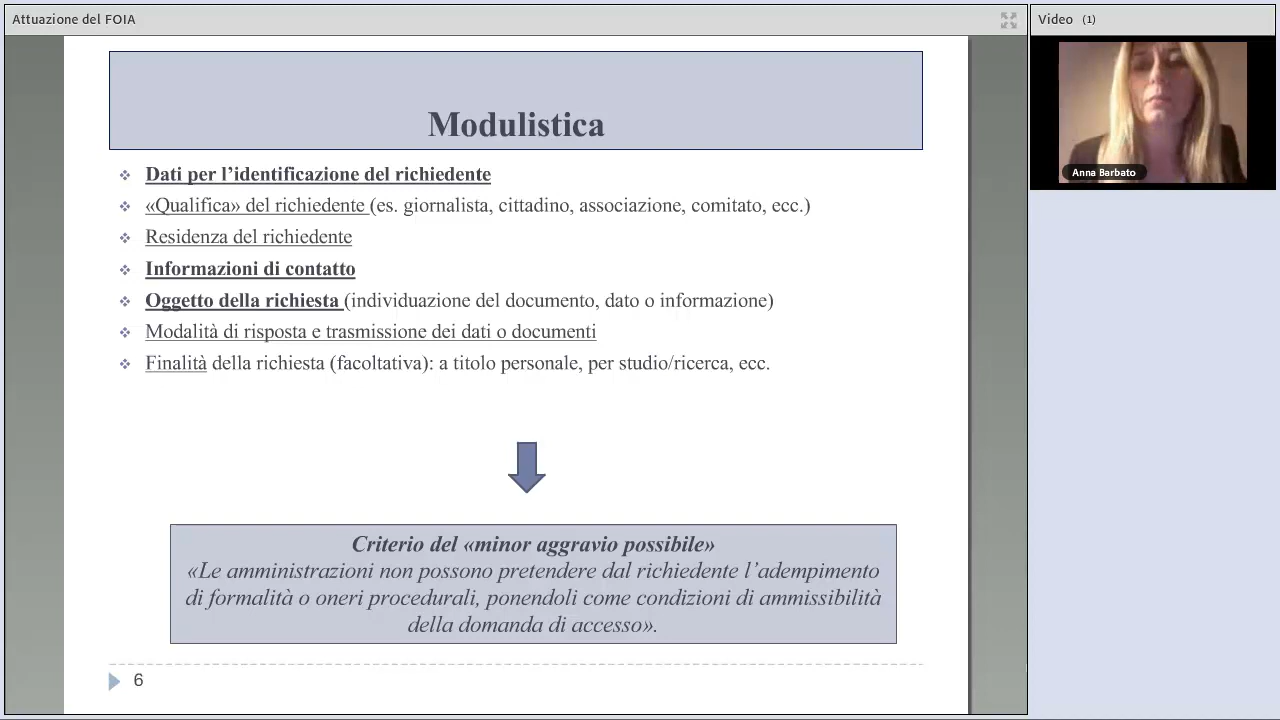 Attuazione del FOIA
Video (1)
Modulistica
Dati per l'identificazione del richiedente
«Qualifica» del richiedente (es. giornalista, cittadino, associazione, comitato, ecc.)
Residenza del richiedente
Informazioni di contatto
Oggetto della richiesta (individuazione del documento, dato o informazione)
Modalità di risposta e trasmissione dei dati o documenti
Finalità della richiesta (facoltativa): a titolo personale, per studio/ricerca, ecc.
Criterio del «minor aggravio possibile»
«Le amministrazioni non possono pretendere dal richiedente l'adempimento
di formalità o oneri procedurali, ponendoli come condizioni di ammissibilità
della domanda di accesso».
6
Anna Barbato